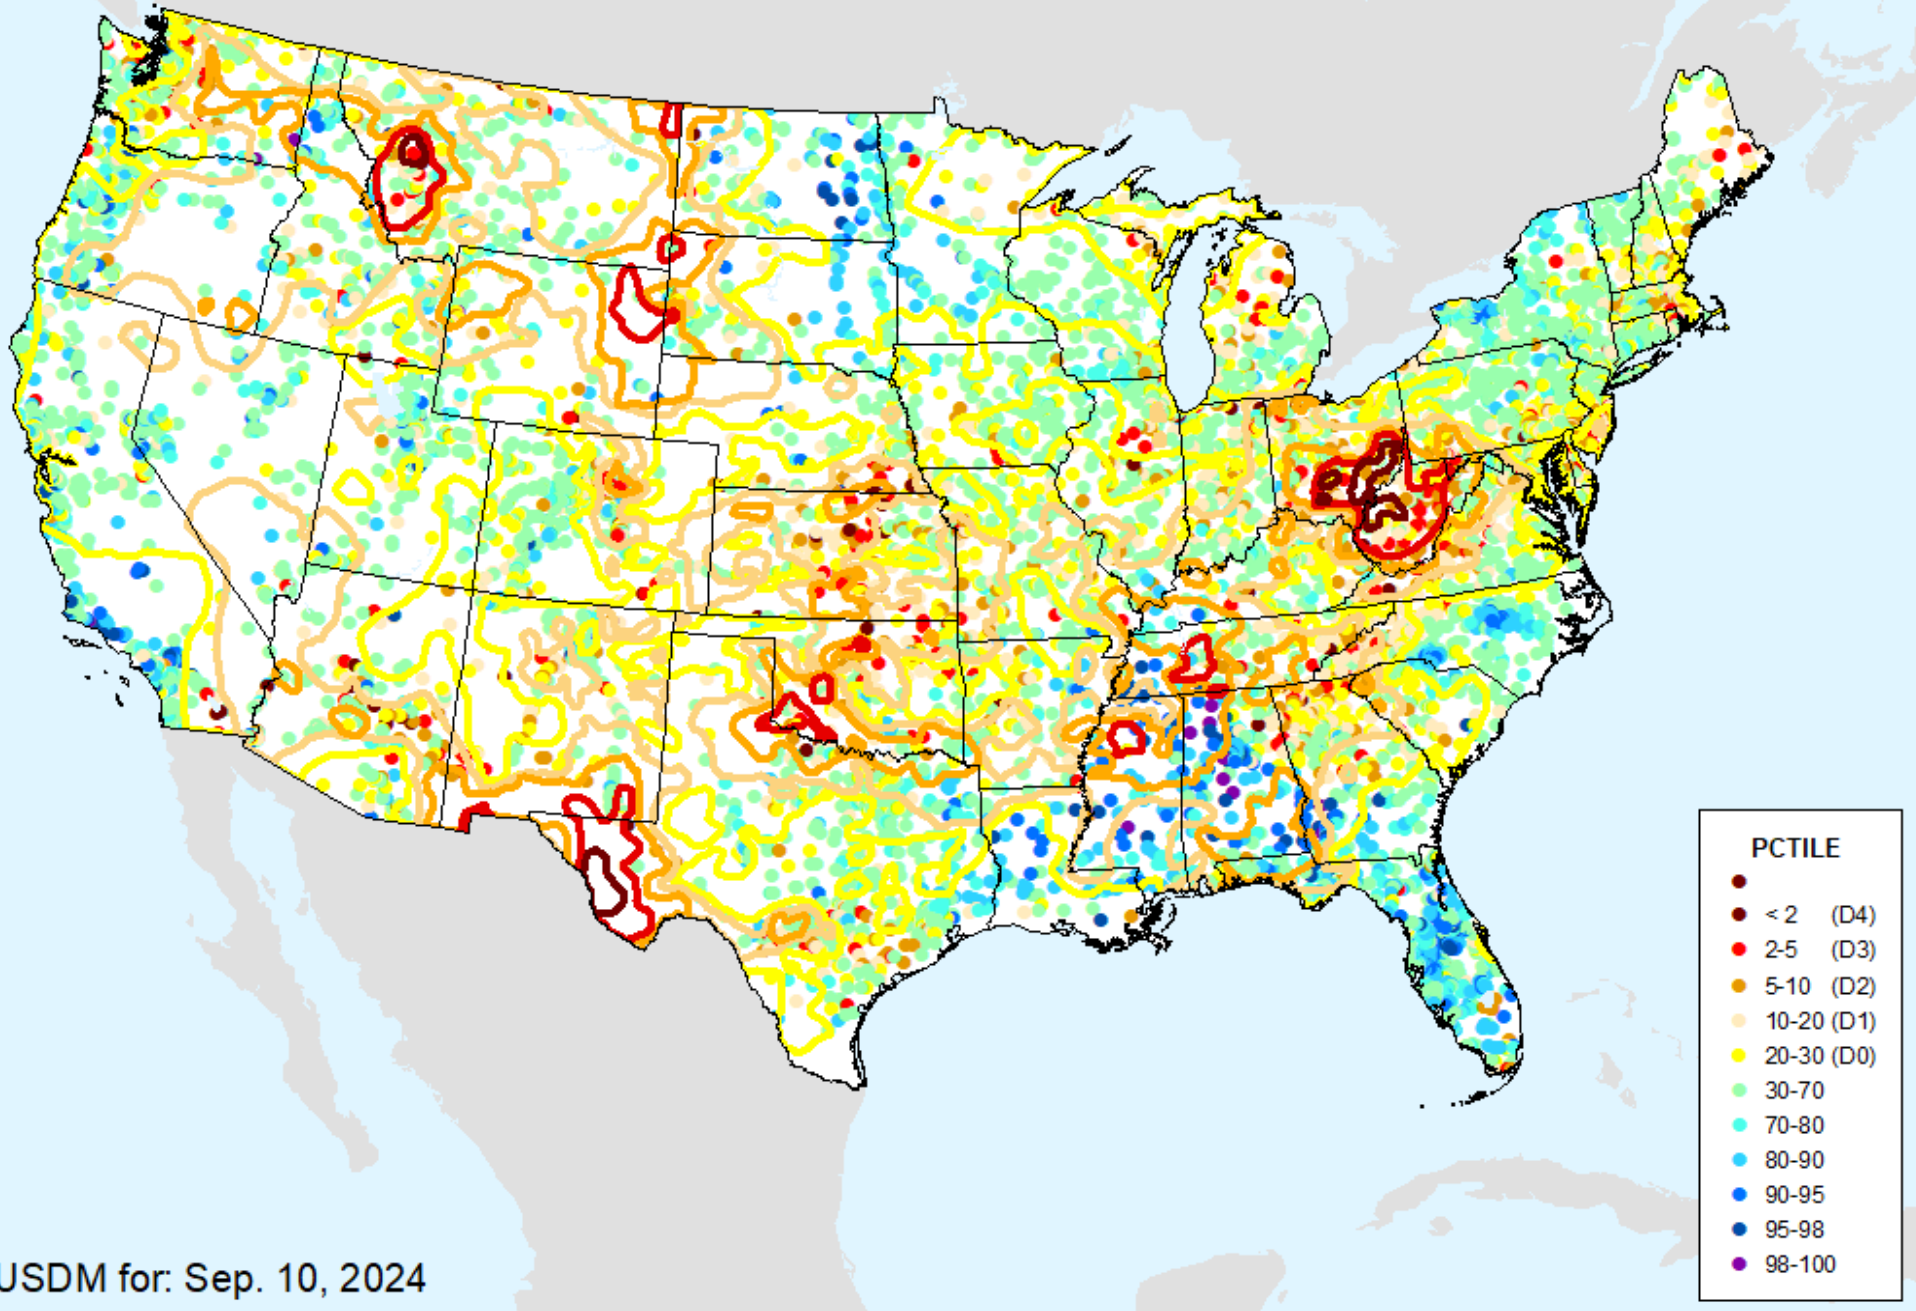 PCTILE
< 2 (D4)
2-5 (D3)
5-10 (D2)
10-20 (D1)
20-30 (D0)
30-70
70-80
80-90
90-95
95-98
98-100
USDM for: Sep. 10, 2024